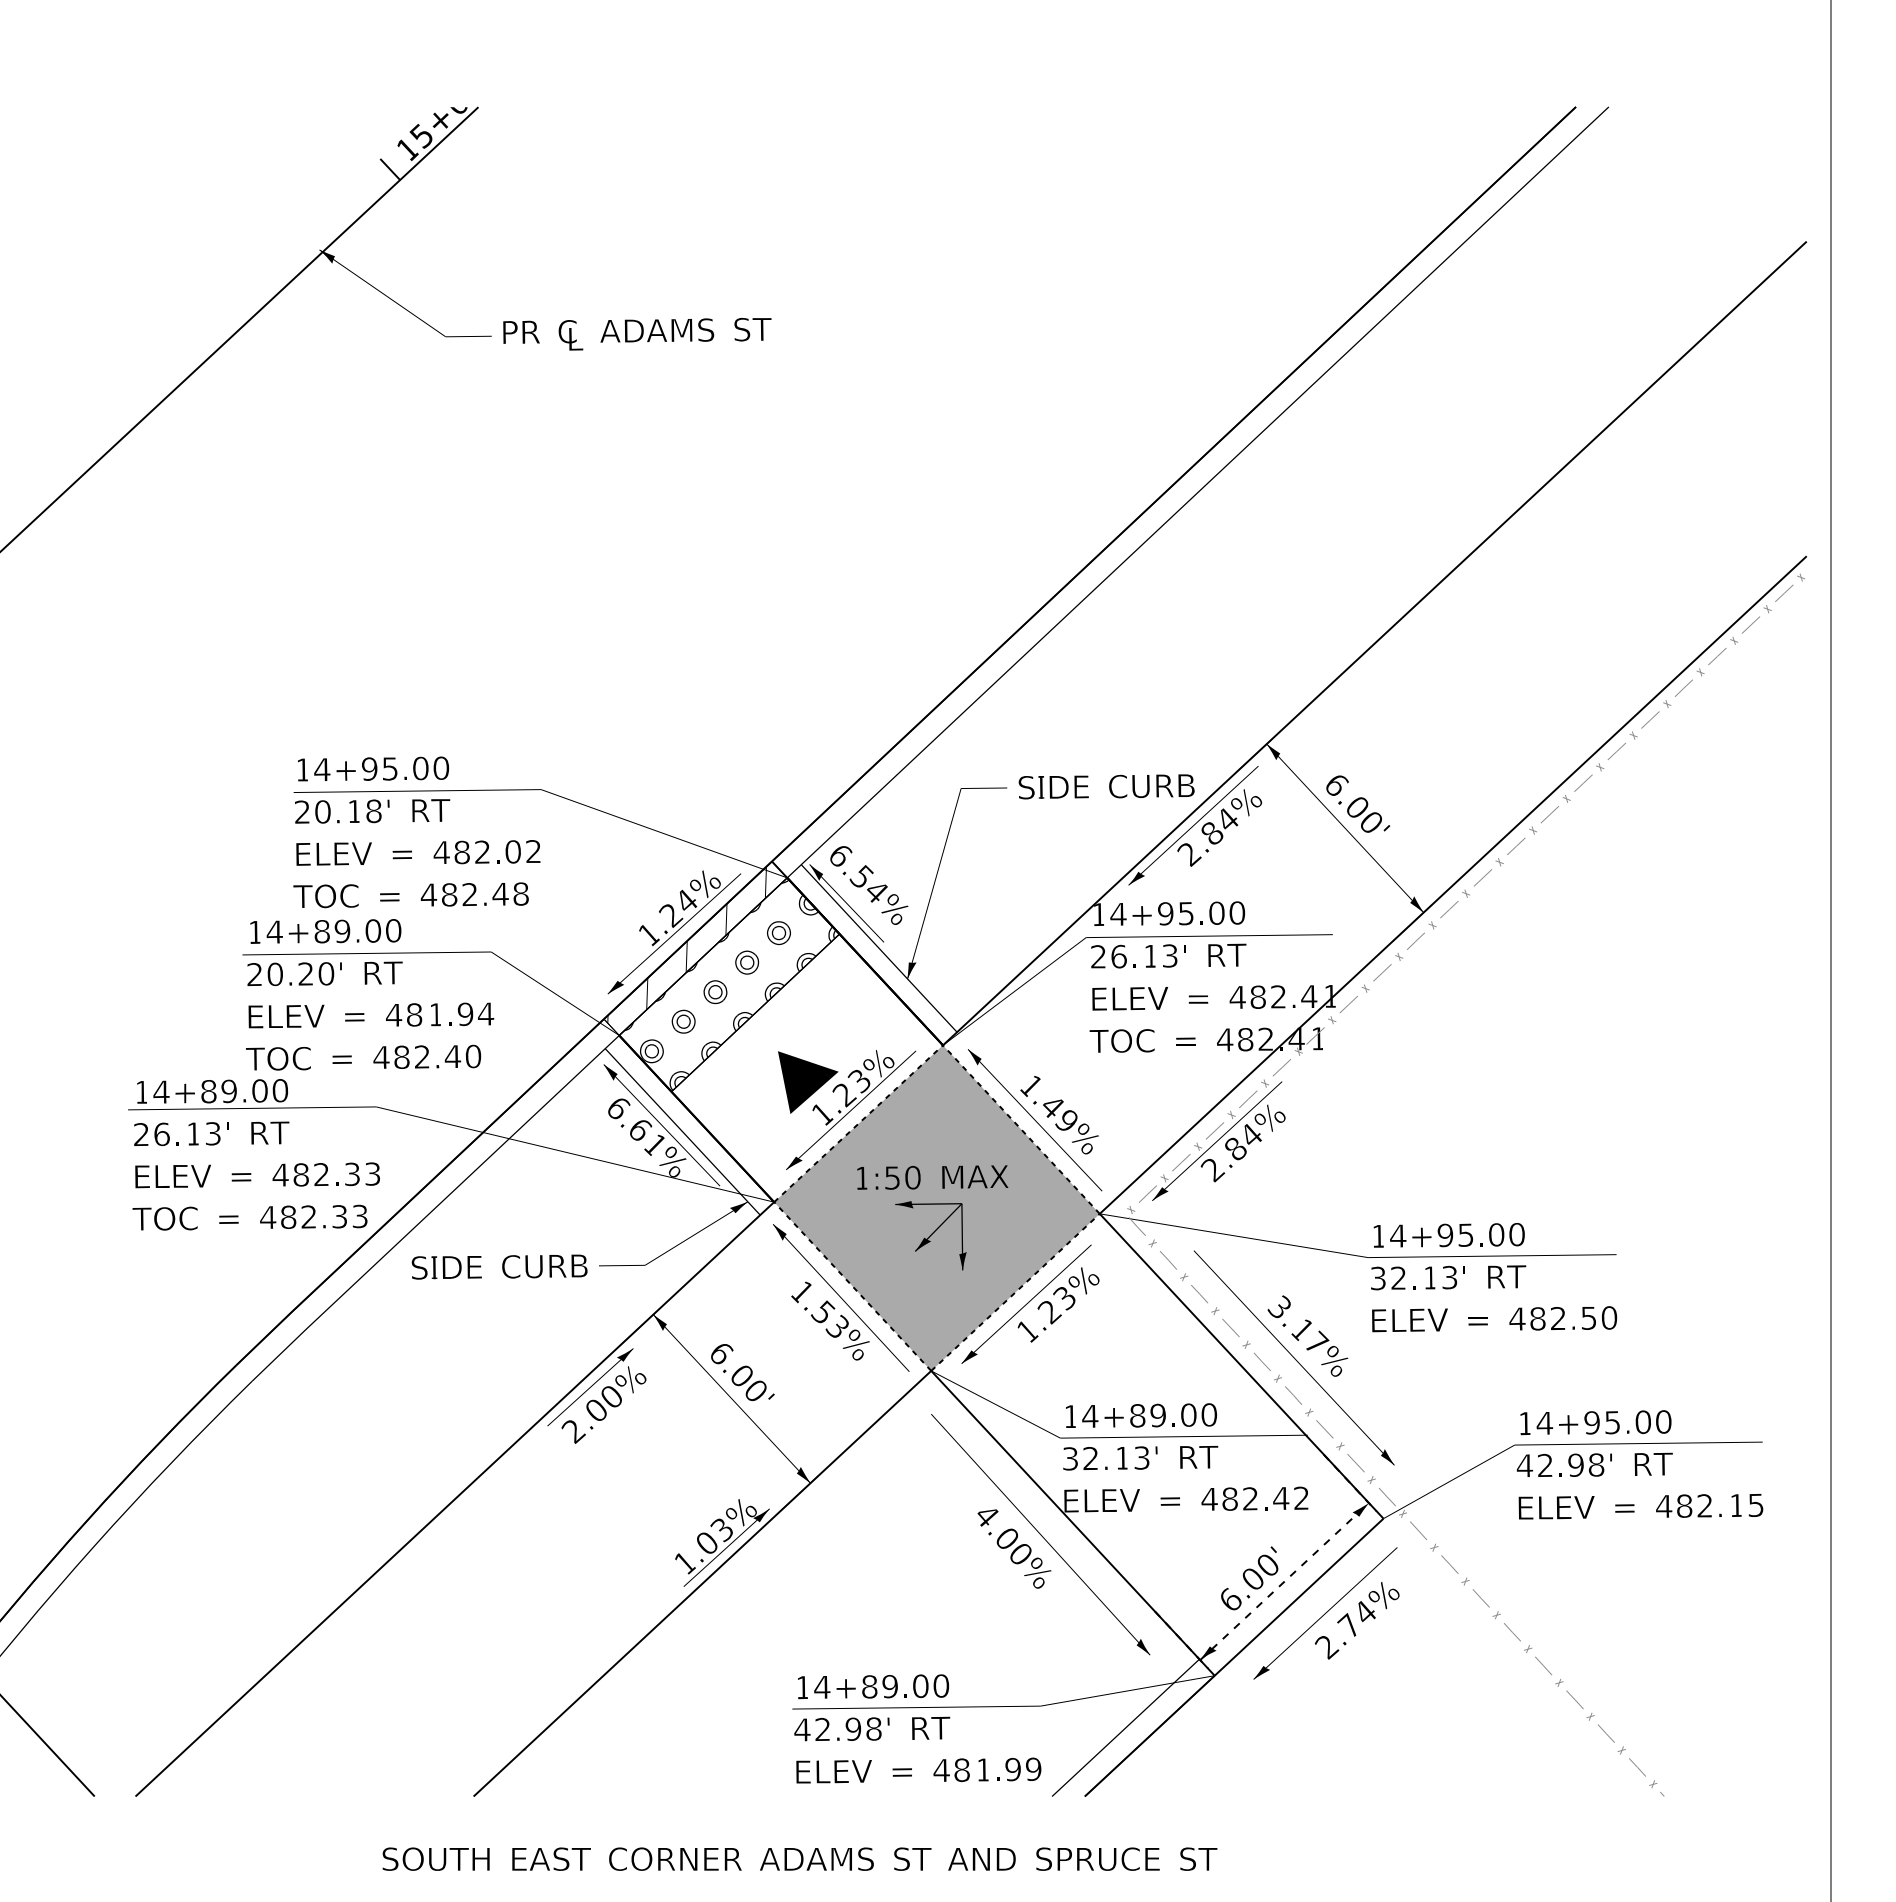 15+
PR ℄ ADAMS ST
14+95.00
20.18' RT
ELEV = 482.02
TOC = 482.48
SIDE CURB
2.84%
6.00'
6.54%
1.24%
14+89.00
20.20' RT
ELEV = 481.94
TOC = 482.40
14+95.00
26.13' RT
ELEV = 482.41
TOC = 482.41
14+89.00
26.13' RT
ELEV = 482.33
TOC = 482.33
6.61%
1.23%
1.49%
2.84%
1:50 MAX
SIDE CURB
14+95.00
32.13' RT
ELEV = 482.50
1.53%
1.23%
3.17%
2.00%
6.00'
14+89.00
32.13' RT
ELEV = 482.42
14+95.00
42.98' RT
ELEV = 482.15
1.03%
4.00%
6.00'
2.74%
14+89.00
42.98' RT
ELEV = 481.99
SOUTH EAST CORNER ADAMS ST AND SPRUCE ST